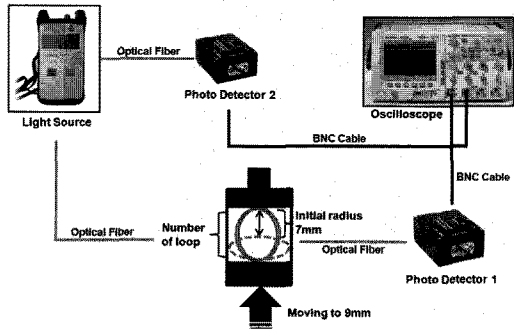 Optical Fiber
Photo Detector 2
Light Source
Oscilloscope
BNC Cable
BNC Cable
Optical Fiber
Number
of loop
Initial radius
7mm
Optical Fiber
Photo Detector 1
Moving to 9mm